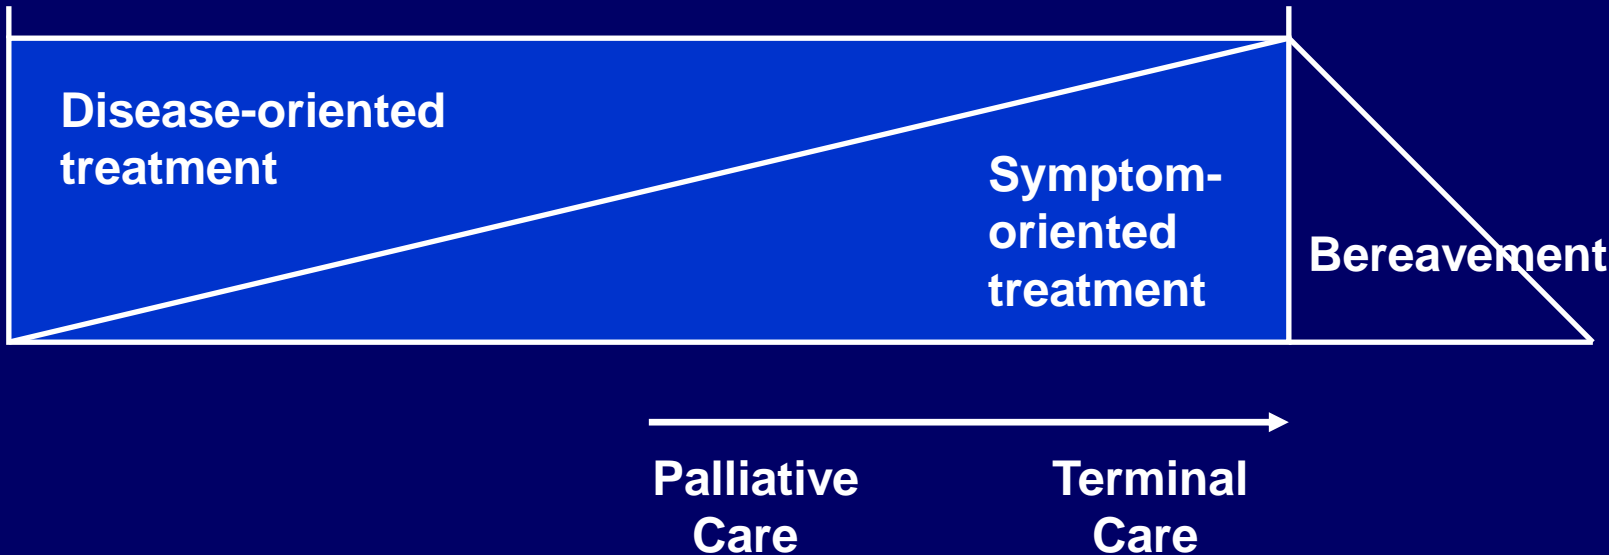 Disease-oriented
treatment
Symptom-
oriented
treatment
Bereavement
Palliative
Care
Terminal
Care